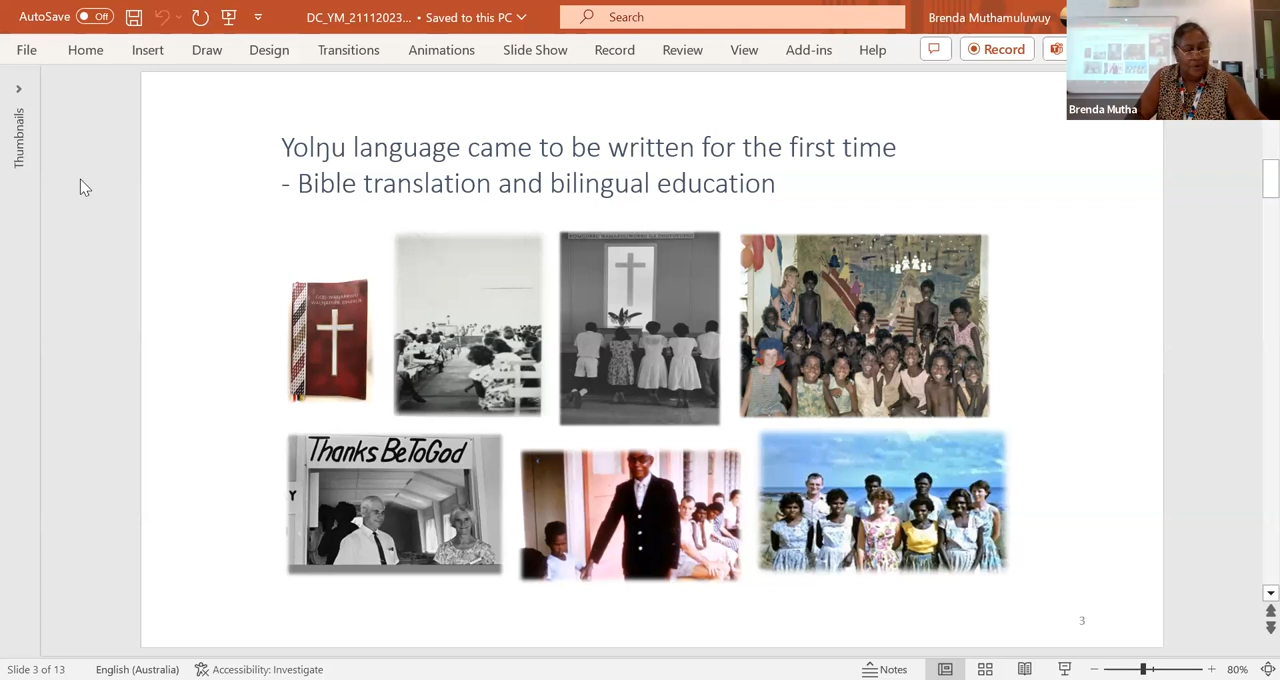 AutoSave Off DC_YM_21112023... • Saved to this PC Search Brenda Muthamuluwuy
File Home Insert Draw Design Transitions Animations Slide Show Record Review View Add-ins Help Record
Brenda Mutha
Thumbnails
Yolŋu language came to be written for the first time
- Bible translation and bilingual education
Thanks Be To God
Y
3
Slide 3 of 13 English (Australia) Accessibility: Investigate Notes 80%